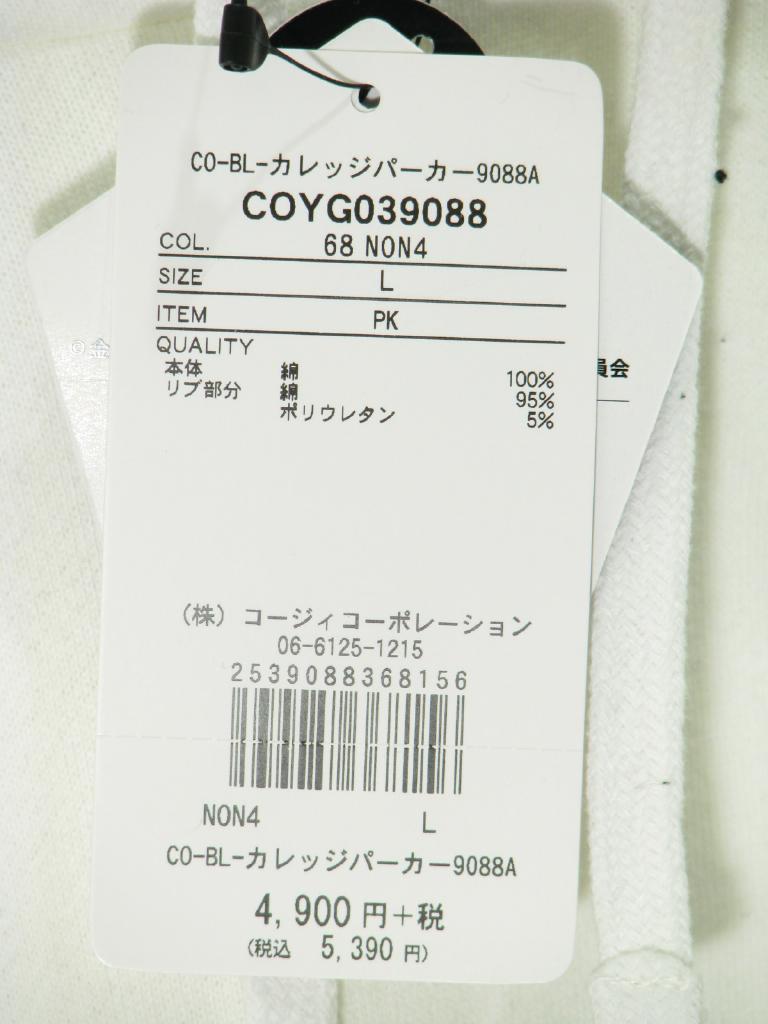 CO-BL-カレッジパーカー9088A
COYG039088
COL. 68 NON4
SIZE L
ITEM PK
QUALITY
本体 綿 100%
リブ部分 綿 95%
ポリウレタン 5%
©金
員会
(株) コージィコーポレーション
06-6125-1215
2539088368156
NON4 L
CO-BL-カレッジパーカー9088A
4,900円+税
(税込 5,390円)